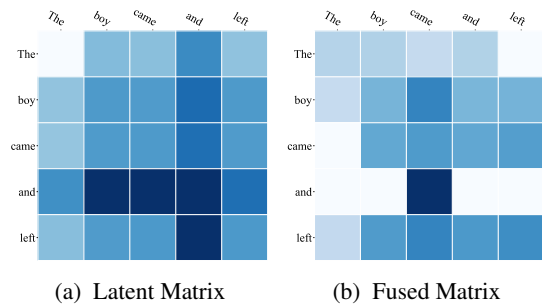 The boy came and left The boy came and left
The
The
boy
boy
came
came
and
and
left
left
(a) Latent Matrix (b) Fused Matrix